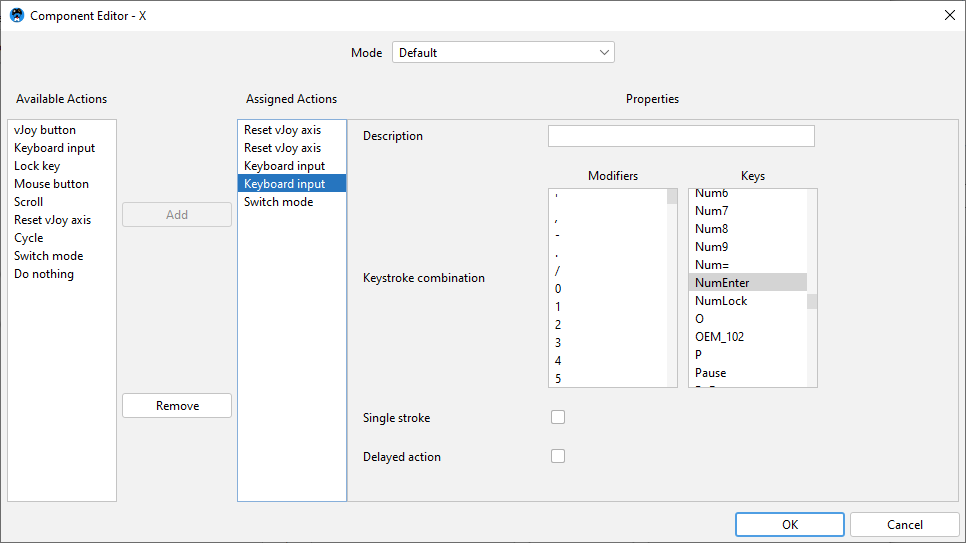 Component Editor - X
Mode Default
Available Actions
Assigned Actions
Properties
vJoy button
Keyboard input
Lock key
Mouse button
Scroll
Reset vJoy axis
Cycle
Switch mode
Do nothing
Add
Remove
Reset vJoy axis
Reset vJoy axis
Keyboard input
Keyboard input
Switch mode
Description
Keystroke combination
Modifiers
'
,
-
.
/
0
1
2
3
4
5
Keys
Num6
Num7
Num8
Num9
Num=
NumEnter
NumLock
O
OEM_102
P
Pause
Single stroke
Delayed action
OK
Cancel